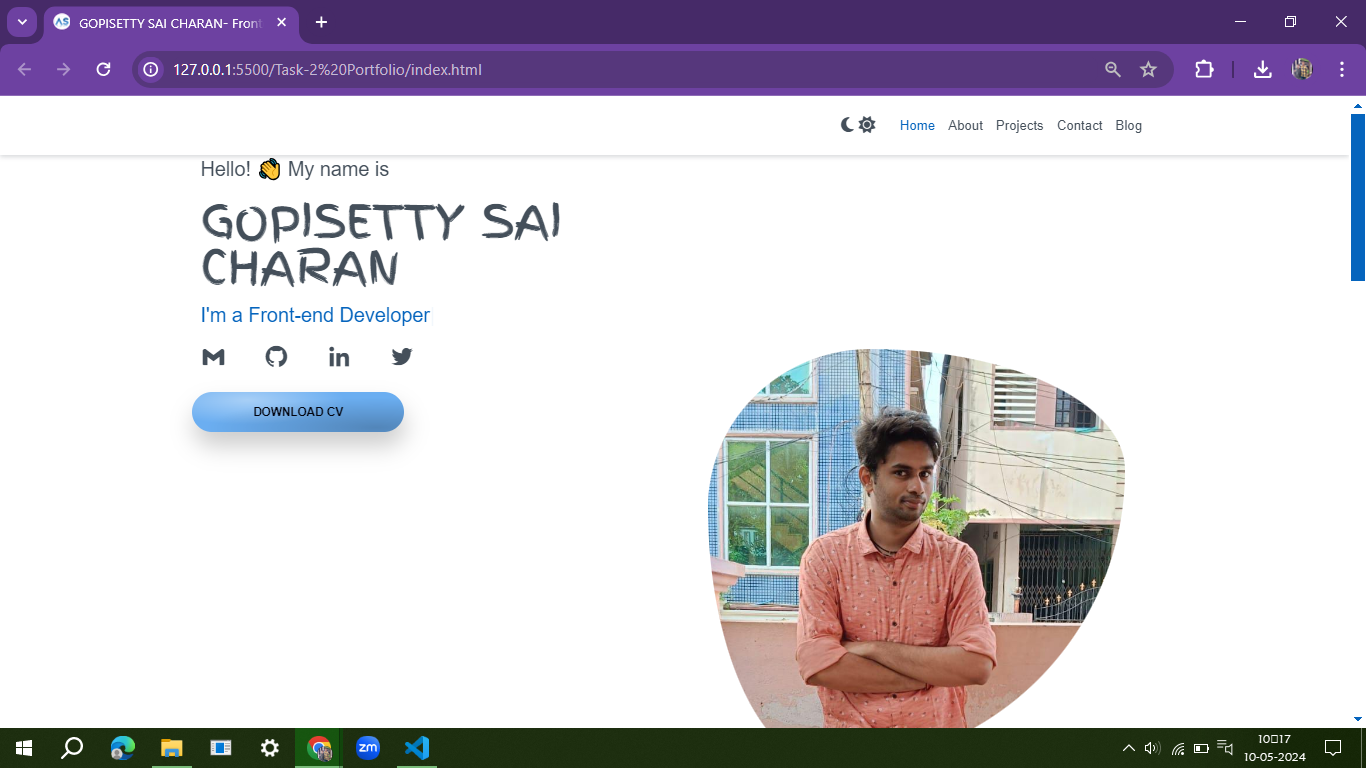 GOPISETTY SAI CHARAN- Front
127.0.0.1:5500/Task-2%20Portfolio/index.html
Home About Projects Contact Blog
Hello! 👋 My name is
GOPISETTY SAI
CHARAN
I'm a Front-end Developer
DOWNLOAD CV
zm
10▯17
10-05-2024